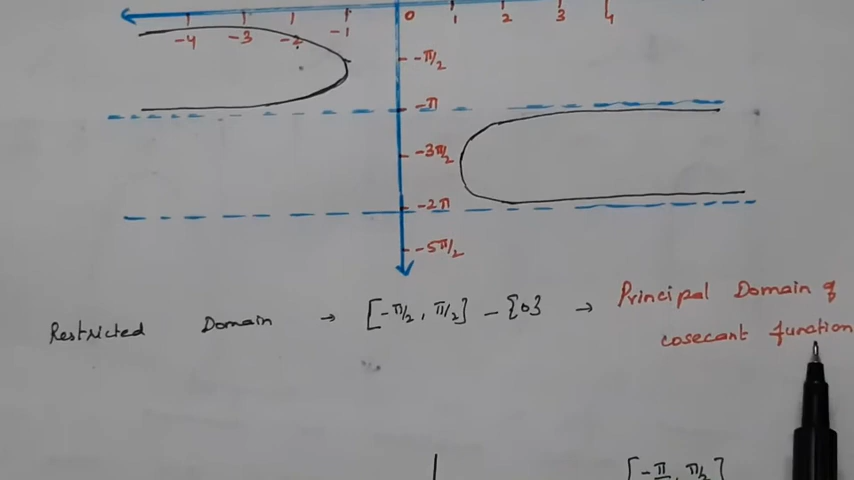 0 1 2 3 4
-4 -3 -2 -1
-π/2
-π
-3π/2
-2π
-5π/2
Restricted Domain → [-π/2, π/2] - {0} → Principal Domain of
cosecant function
[-π/2, π/2]